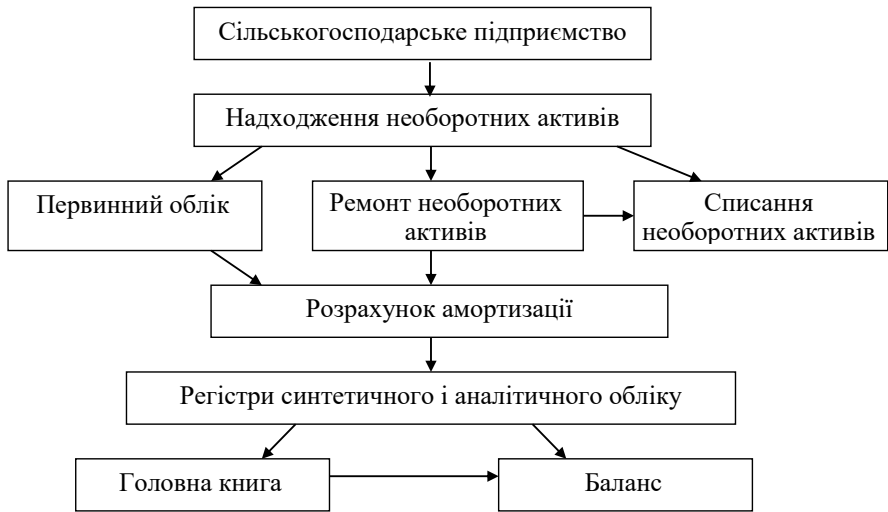 Сільськогосподарське підприємство
Надходження необоротних активів
Первинний облік
Ремонт необоротних
активів
Списання
необоротних активів
Розрахунок амортизації
Регістри синтетичного і аналітичного обліку
Головна книга
Баланс